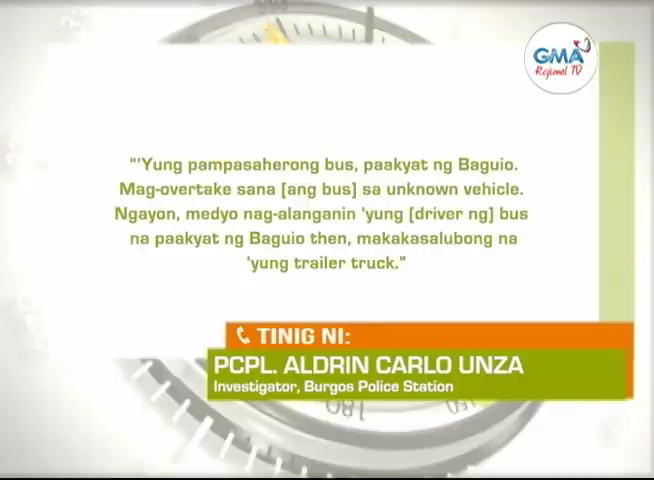 GMA
Regional TV
“'Yung pampasaherong bus, paakyat ng Baguio.
Mag-overtake sana [ang bus] sa unknown vehicle.
Ngayon, medyo nag-alanganin 'yung [driver ng] bus
na paakyat ng Baguio then, makakasalubong na
'yung trailer truck.”
TINIG NI:
PCPL. ALDRIN CARLO UNZA
Investigator, Burgos Police Station
180
150